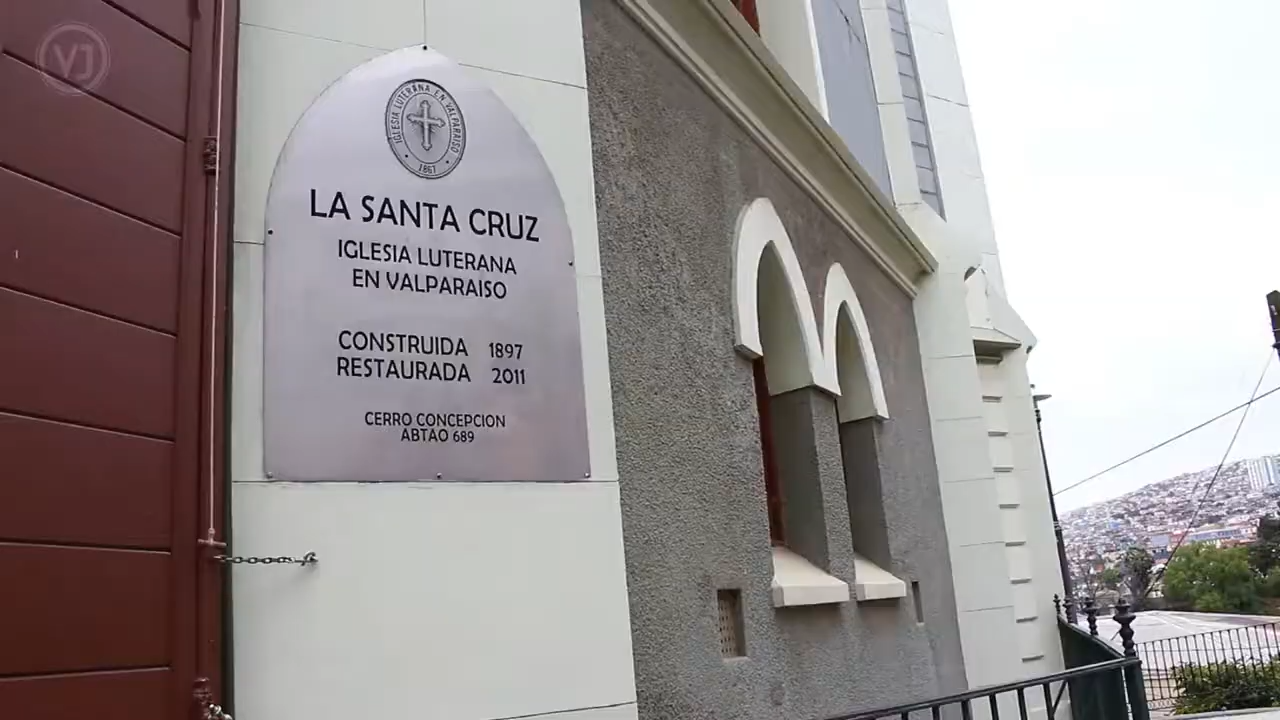 VJ
IGLESIA LUTERANA EN VALPARAISO
1867
LA SANTA CRUZ
IGLESIA LUTERANA
EN VALPARAISO
CONSTRUIDA 1897
RESTAURADA 2011
CERRO CONCEPCION
ABTAO 689